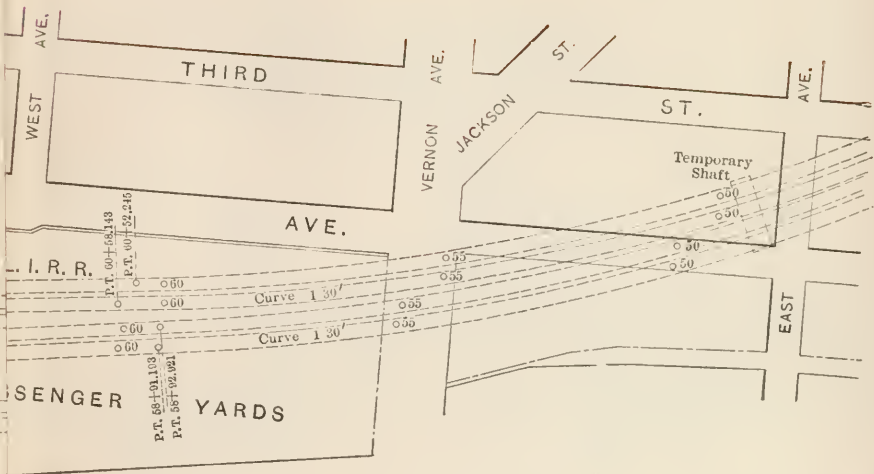 AVE.
WEST
THIRD
AVE.
VERNON
ST.
JACKSON
ST.
AVE.
Temporary
Shaft
50
50
50
50
AVE.
P.T. 60+58.143
P.T. 60+52.245
L. I. R. R.
60
60
Curve 1 30'
55
55
55
55
60
60
Curve 1 30'
EAST
P.T. 58+91.193
P.T. 58+92.921
SSENGER YARDS